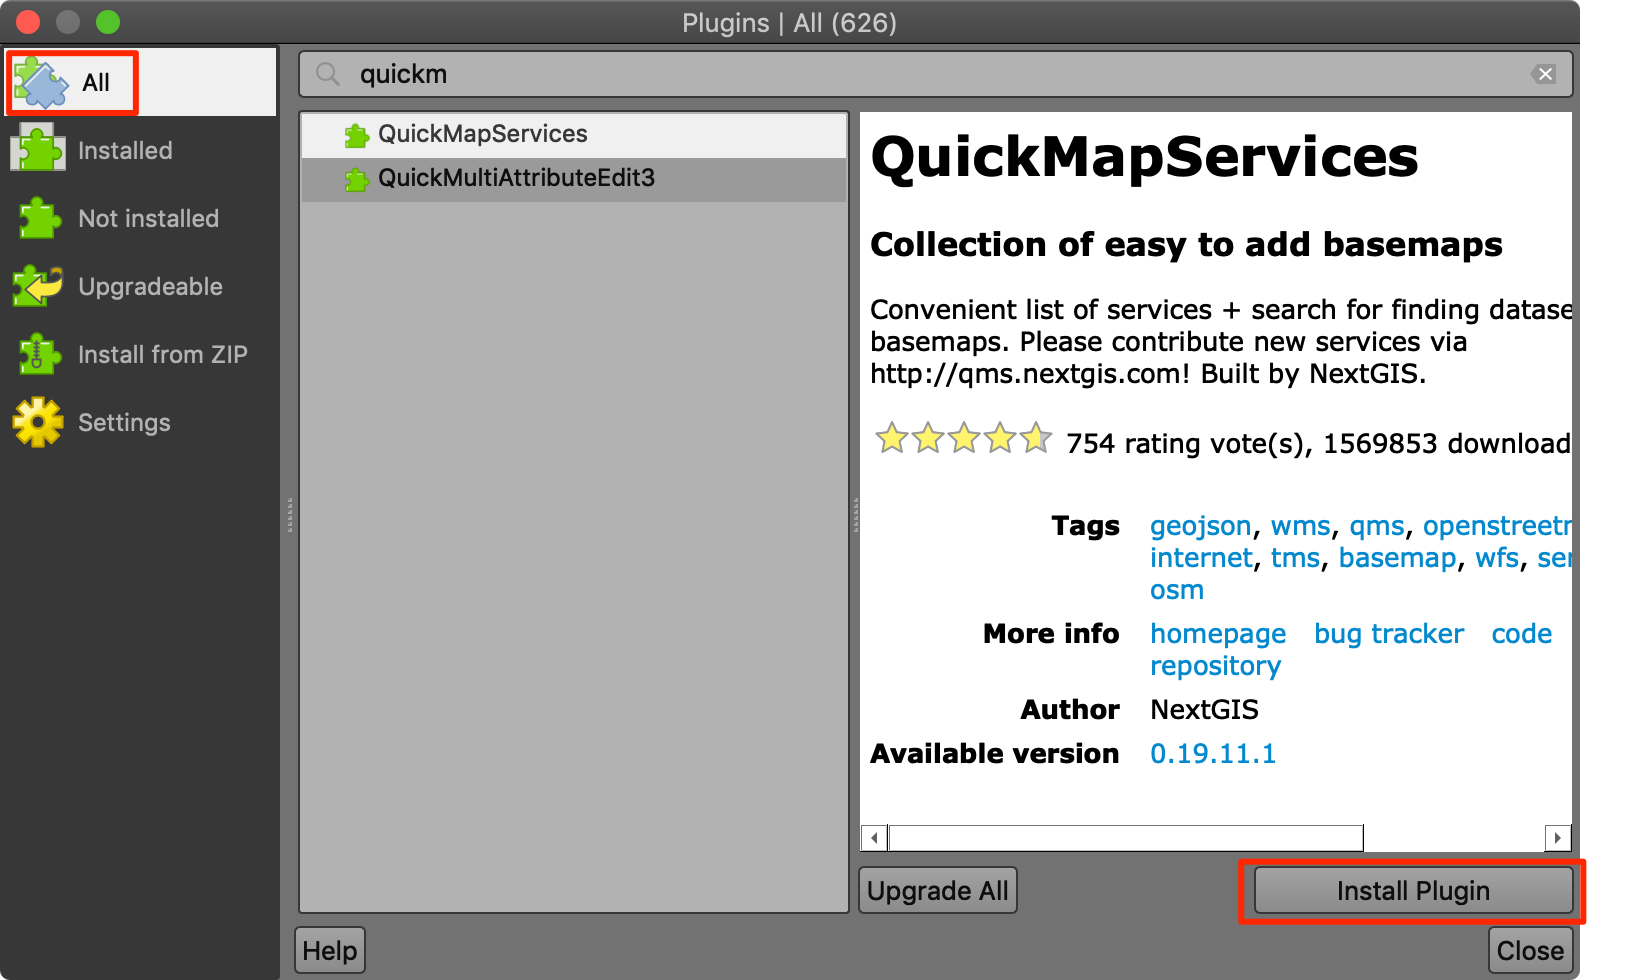 Plugins | All (626)
All
Installed
Not installed
Upgradeable
Install from ZIP
Settings
quickm
QuickMapServices
QuickMultiAttributeEdit3
QuickMapServices
Collection of easy to add basemaps
Convenient list of services + search for finding datase
basemaps. Please contribute new services via
http://qms.nextgis.com! Built by NextGIS.
754 rating vote(s), 1569853 download
Tags geojson, wms, qms, openstreetr
internet, tms, basemap, wfs, ser
osm
More info homepage bug tracker code
repository
Author NextGIS
Available version 0.19.11.1
Upgrade All
Install Plugin
Help
Close